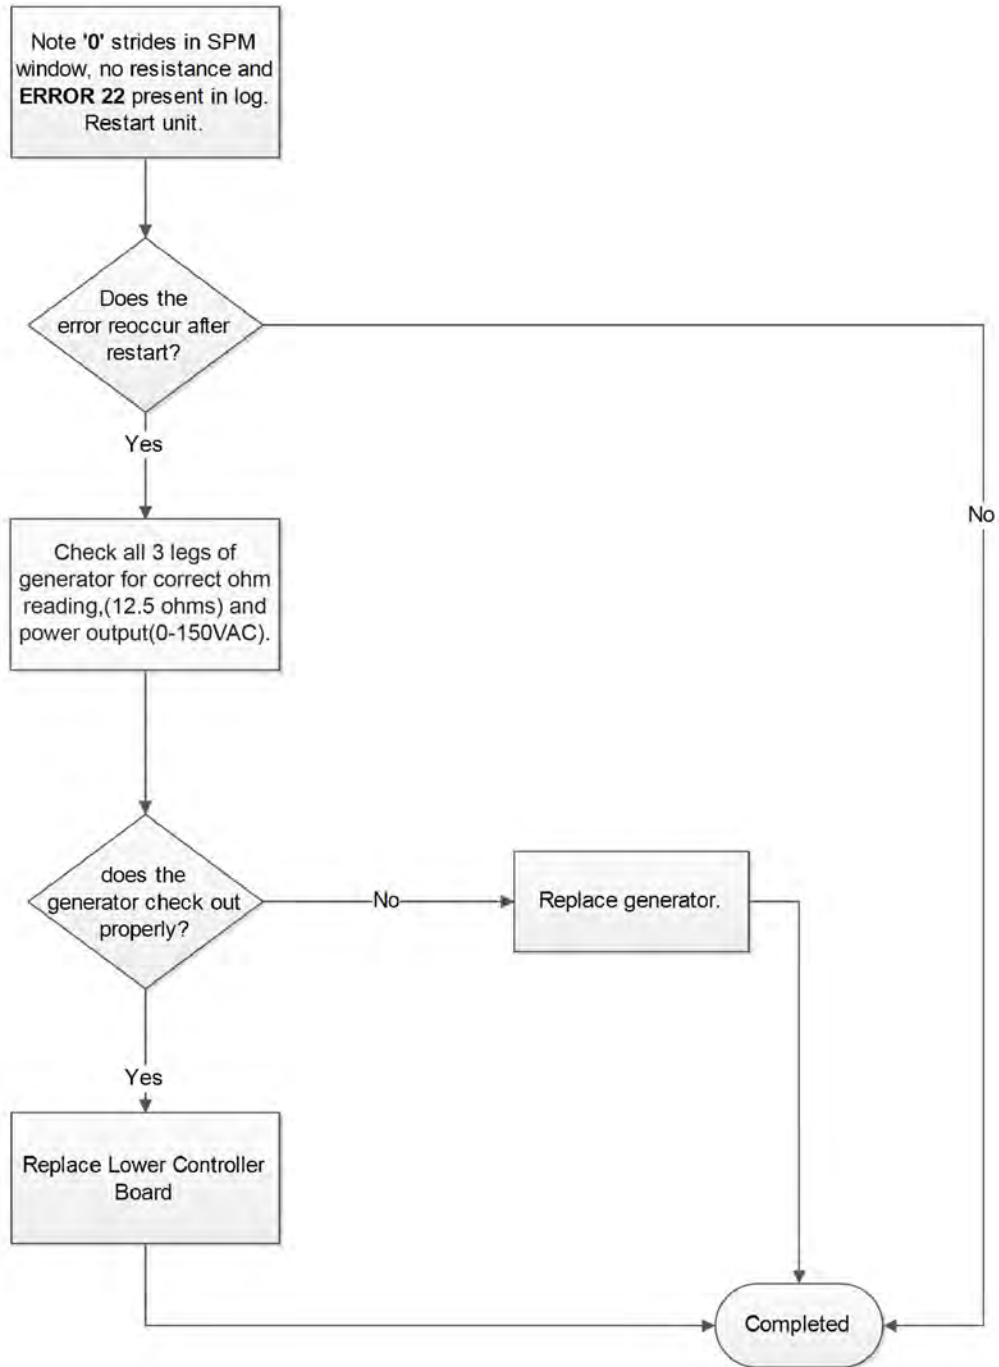 Note '0' strides in SPM
window, no resistance and
ERROR 22 present in log.
Restart unit.
Does the
error reoccur after
restart?
Yes
No
Check all 3 legs of
generator for correct ohm
reading,(12.5 ohms) and
power output(0-150VAC).
does the
generator check out
properly?
No
Replace generator.
Yes
Replace Lower Controller
Board
Completed